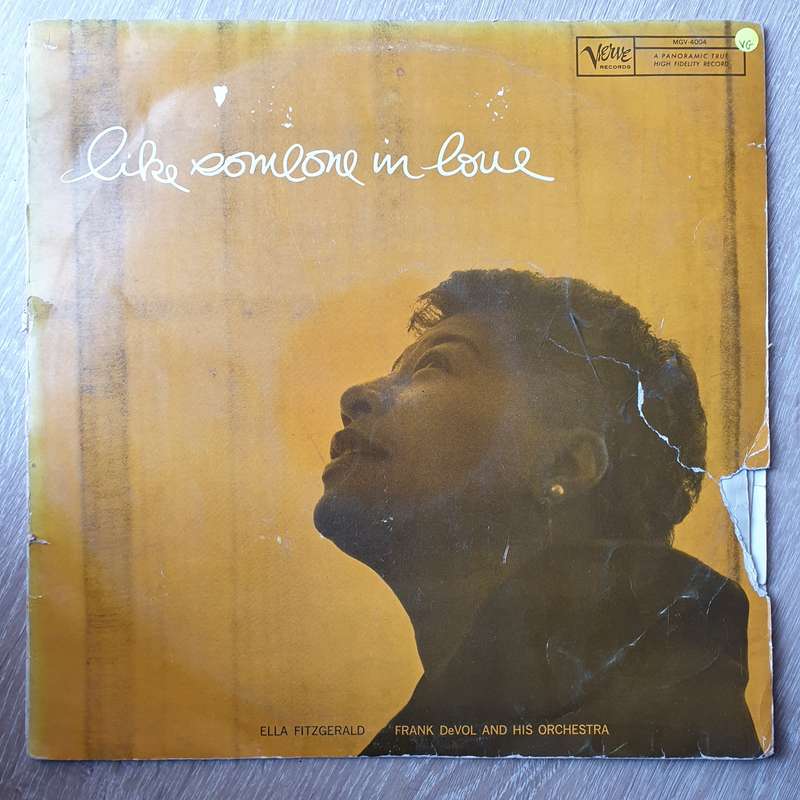 MGV-4004
Verve
RECORDS
A PANORAMIC TRUE
HIGH FIDELITY RECORD
VG
like someone in love
ELLA FITZGERALD FRANK DeVOL AND HIS ORCHESTRA